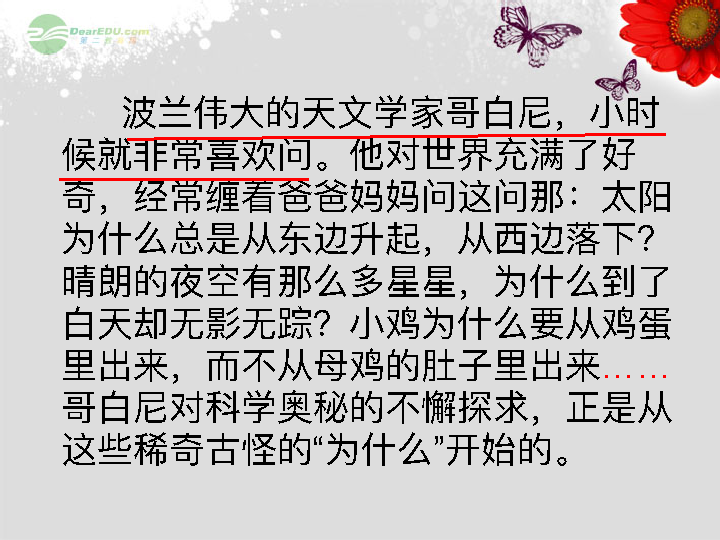 DearEDU.com
第二教育网
波兰伟大的天文学家哥白尼，小时
候就非常喜欢问。他对世界充满了好
奇，经常缠着爸爸妈妈问这问那：太阳
为什么总是从东边升起，从西边落下？
晴朗的夜空有那么多星星，为什么到了
白天却无影无踪？小鸡为什么要从鸡蛋
里出来，而不从母鸡的肚子里出来……
哥白尼对科学奥秘的不懈探求，正是从
这些稀奇古怪的“为什么”开始的。